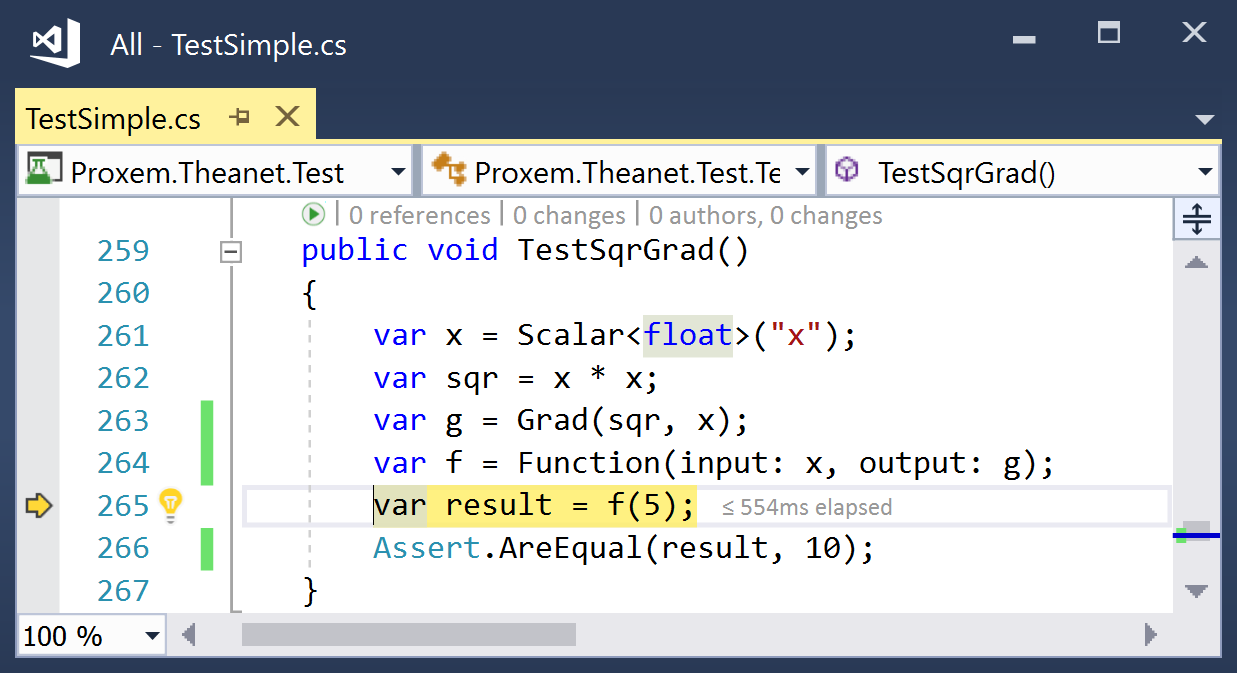 All - TestSimple.cs
TestSimple.cs
Proxem.Theanet.Test Proxem.Theanet.Test.Te TestSqrGrad()
0 references | 0 changes | 0 authors, 0 changes
259 public void TestSqrGrad()
260 {
261 var x = Scalar<float>("x");
262 var sqr = x * x;
263 var g = Grad(sqr, x);
264 var f = Function(input: x, output: g);
265 var result = f(5); ≤ 554ms elapsed
266 Assert.AreEqual(result, 10);
267 }
100 %